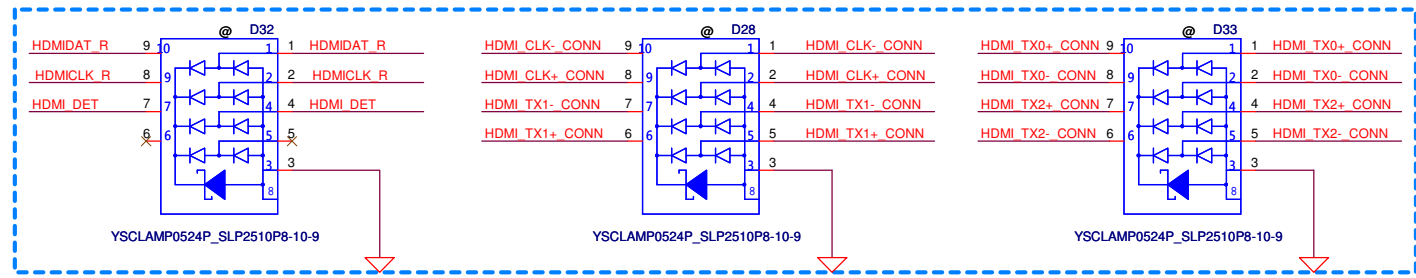 @ D32 @ D28 @ D33
HDMIDAT_R 9 10 1 1 HDMIDAT_R HDMI_CLK-_CONN 9 10 1 1 HDMI_CLK-_CONN HDMI_TX0+_CONN 9 10 1 1 HDMI_TX0+_CONN
HDMICLK_R 8 9 2 2 HDMICLK_R HDMI_CLK+_CONN 8 9 2 2 HDMI_CLK+_CONN HDMI_TX0-_CONN 8 9 2 2 HDMI_TX0-_CONN
HDMI_DET 7 7 4 4 HDMI_DET HDMI_TX1-_CONN 7 7 4 4 HDMI_TX1-_CONN HDMI_TX2+_CONN 7 7 4 4 HDMI_TX2+_CONN
6 6 5 5 HDMI_TX1+_CONN 6 6 5 5 HDMI_TX1+_CONN HDMI_TX2-_CONN 6 6 5 5 HDMI_TX2-_CONN
3 3 3 3 3 3
8 8 8
YSCLAMP0524P_SLP2510P8-10-9 YSCLAMP0524P_SLP2510P8-10-9 YSCLAMP0524P_SLP2510P8-10-9